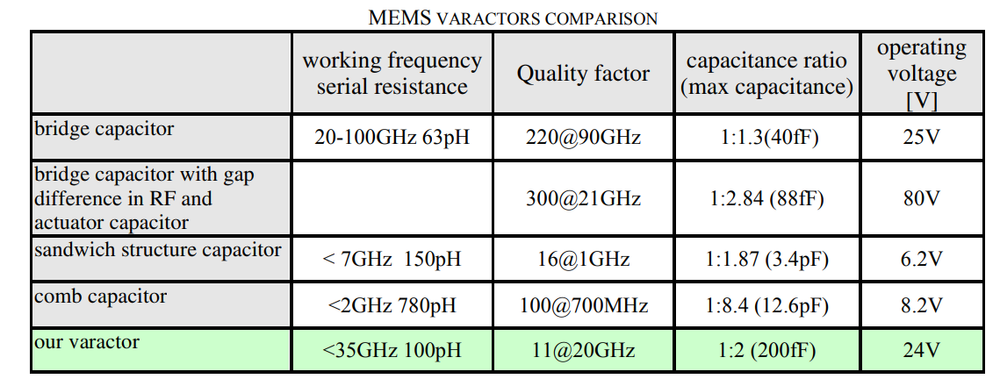 MEMS VARACTORS COMPARISON
working frequency
serial resistance
Quality factor
capacitance ratio
(max capacitance)
operating
voltage
[V]
bridge capacitor
20-100GHz 63pH
220@90GHz
1:1.3(40fF)
25V
bridge capacitor with gap
difference in RF and
actuator capacitor
300@21GHz
1:2.84 (88fF)
80V
sandwich structure capacitor
< 7GHz 150pH
16@1GHz
1:1.87 (3.4pF)
6.2V
comb capacitor
<2GHz 780pH
100@700MHz
1:8.4 (12.6pF)
8.2V
our varactor
<35GHz 100pH
11@20GHz
1:2 (200fF)
24V